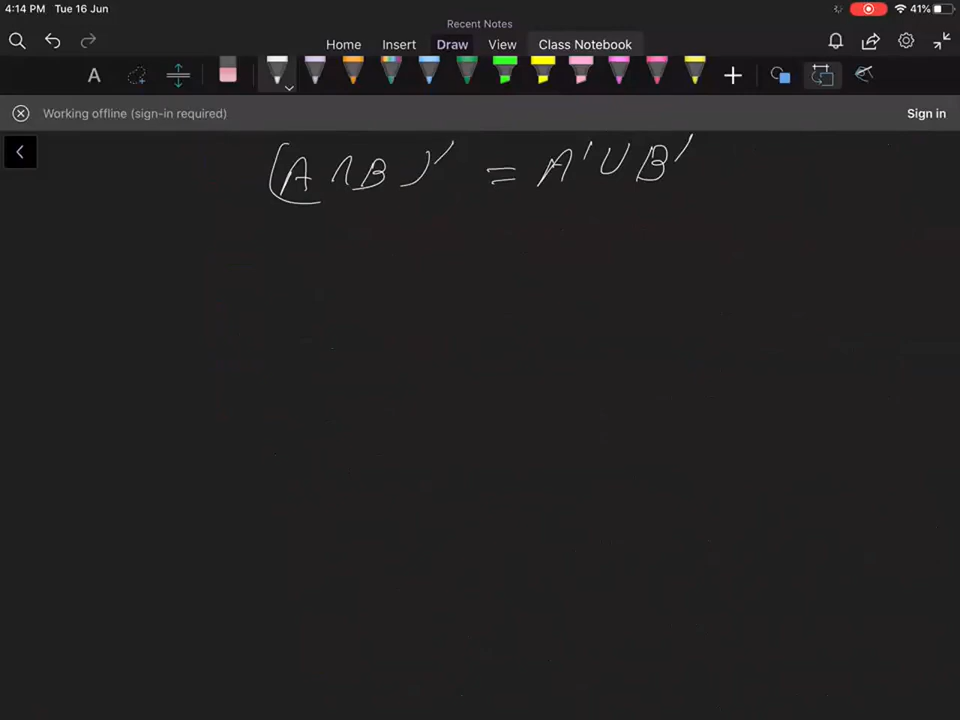 4:14 PM Tue 16 Jun
41%
Recent Notes
Home Insert Draw View Class Notebook
A
Working offline (sign-in required)
Sign in
(A∩B)' = A'∪B'